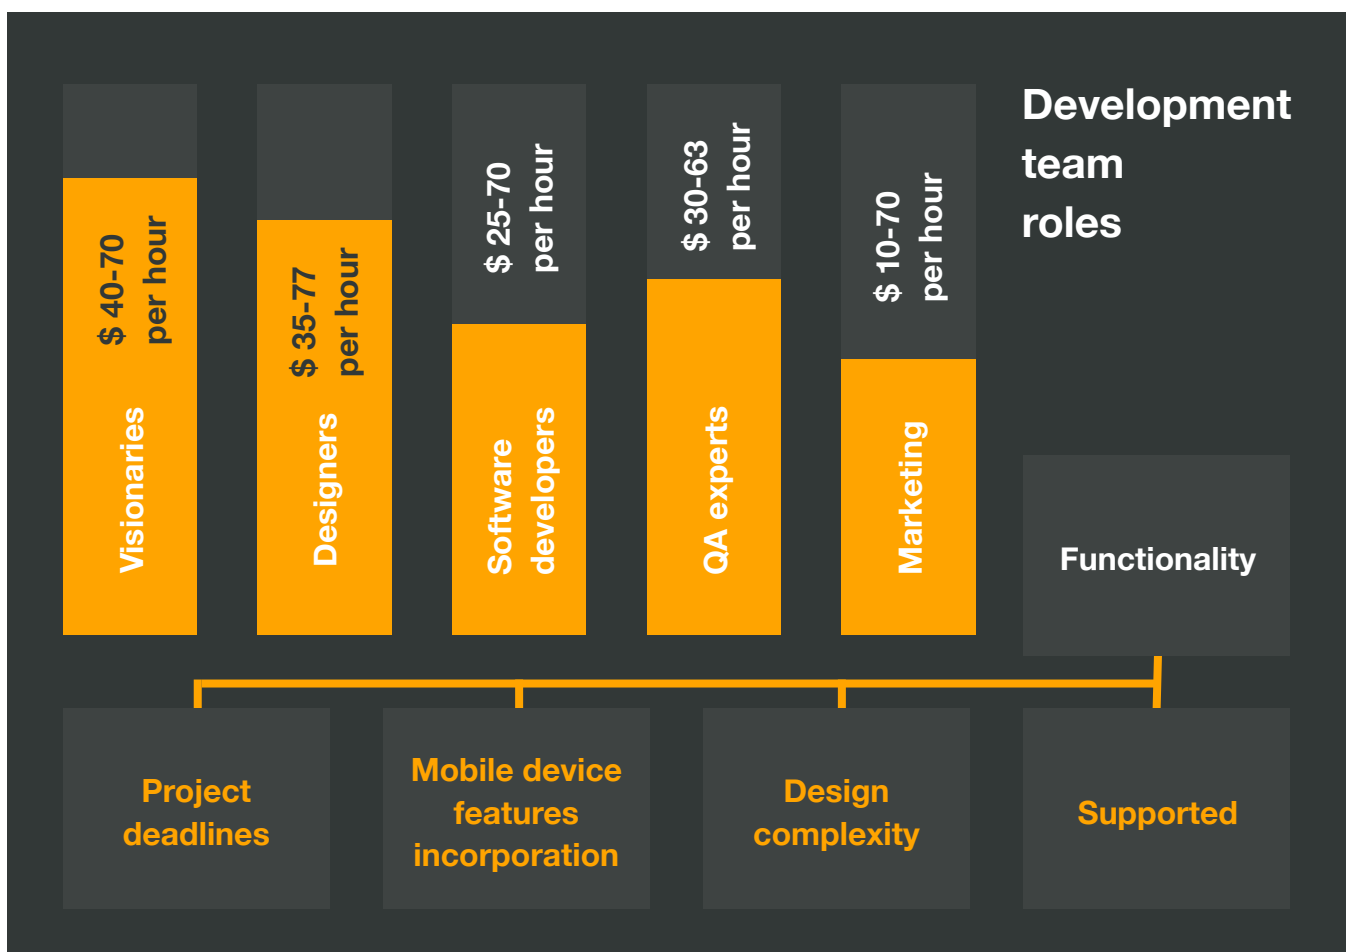 Development
team
roles
$ 40-70
per hour
Visionaries
$ 35-77
per hour
Designers
$ 25-70
per hour
Software
developers
$ 30-63
per hour
QA experts
$ 10-70
per hour
Marketing
Functionality
Project
deadlines
Mobile device
features
incorporation
Design
complexity
Supported